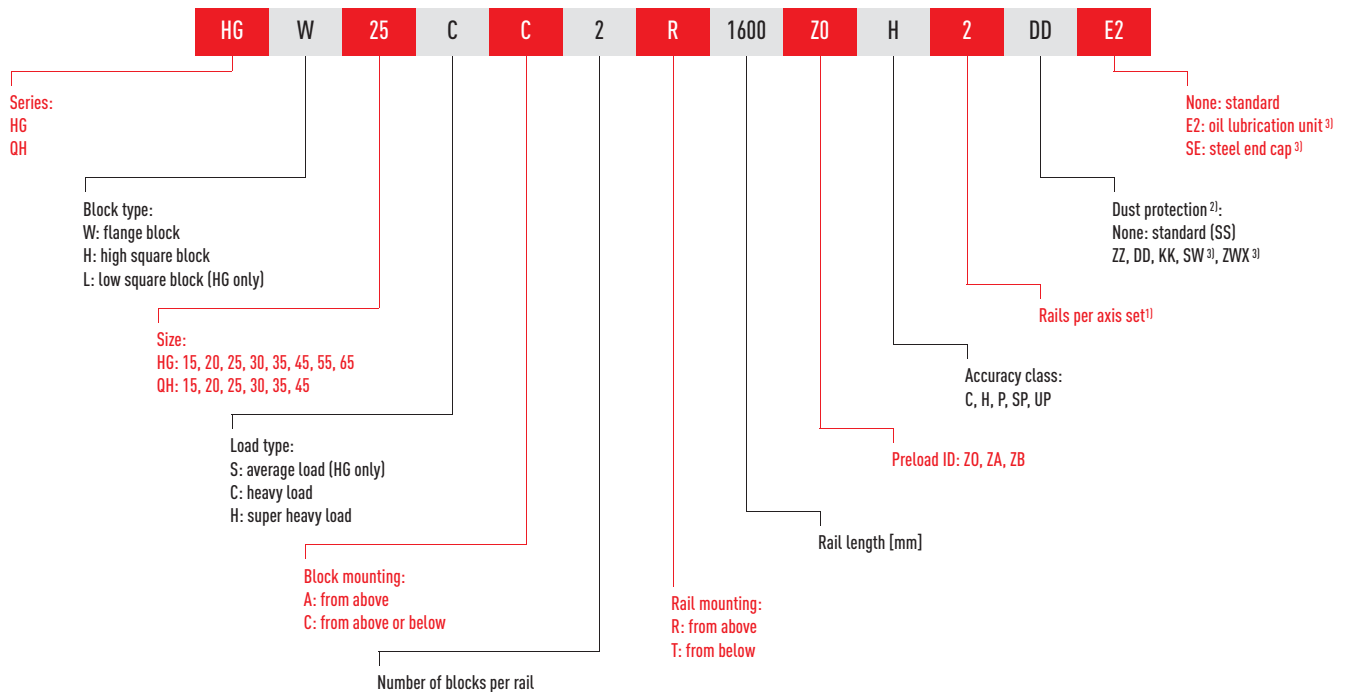 HG W 25 C C 2 R 1600 Z0 H 2 DD E2
Series:
HG
QH
None: standard
E2: oil lubrication unit 3)
SE: steel end cap 3)
Block type:
W: flange block
H: high square block
L: low square block (HG only)
Dust protection 2):
None: standard (SS)
ZZ, DD, KK, SW 3), ZWX 3)
Rails per axis set1)
Size:
HG: 15, 20, 25, 30, 35, 45, 55, 65
QH: 15, 20, 25, 30, 35, 45
Accuracy class:
C, H, P, SP, UP
Load type:
S: average load (HG only)
C: heavy load
H: super heavy load
Preload ID: Z0, ZA, ZB
Rail length [mm]
Block mounting:
A: from above
C: from above or below
Rail mounting:
R: from above
T: from below
Number of blocks per rail